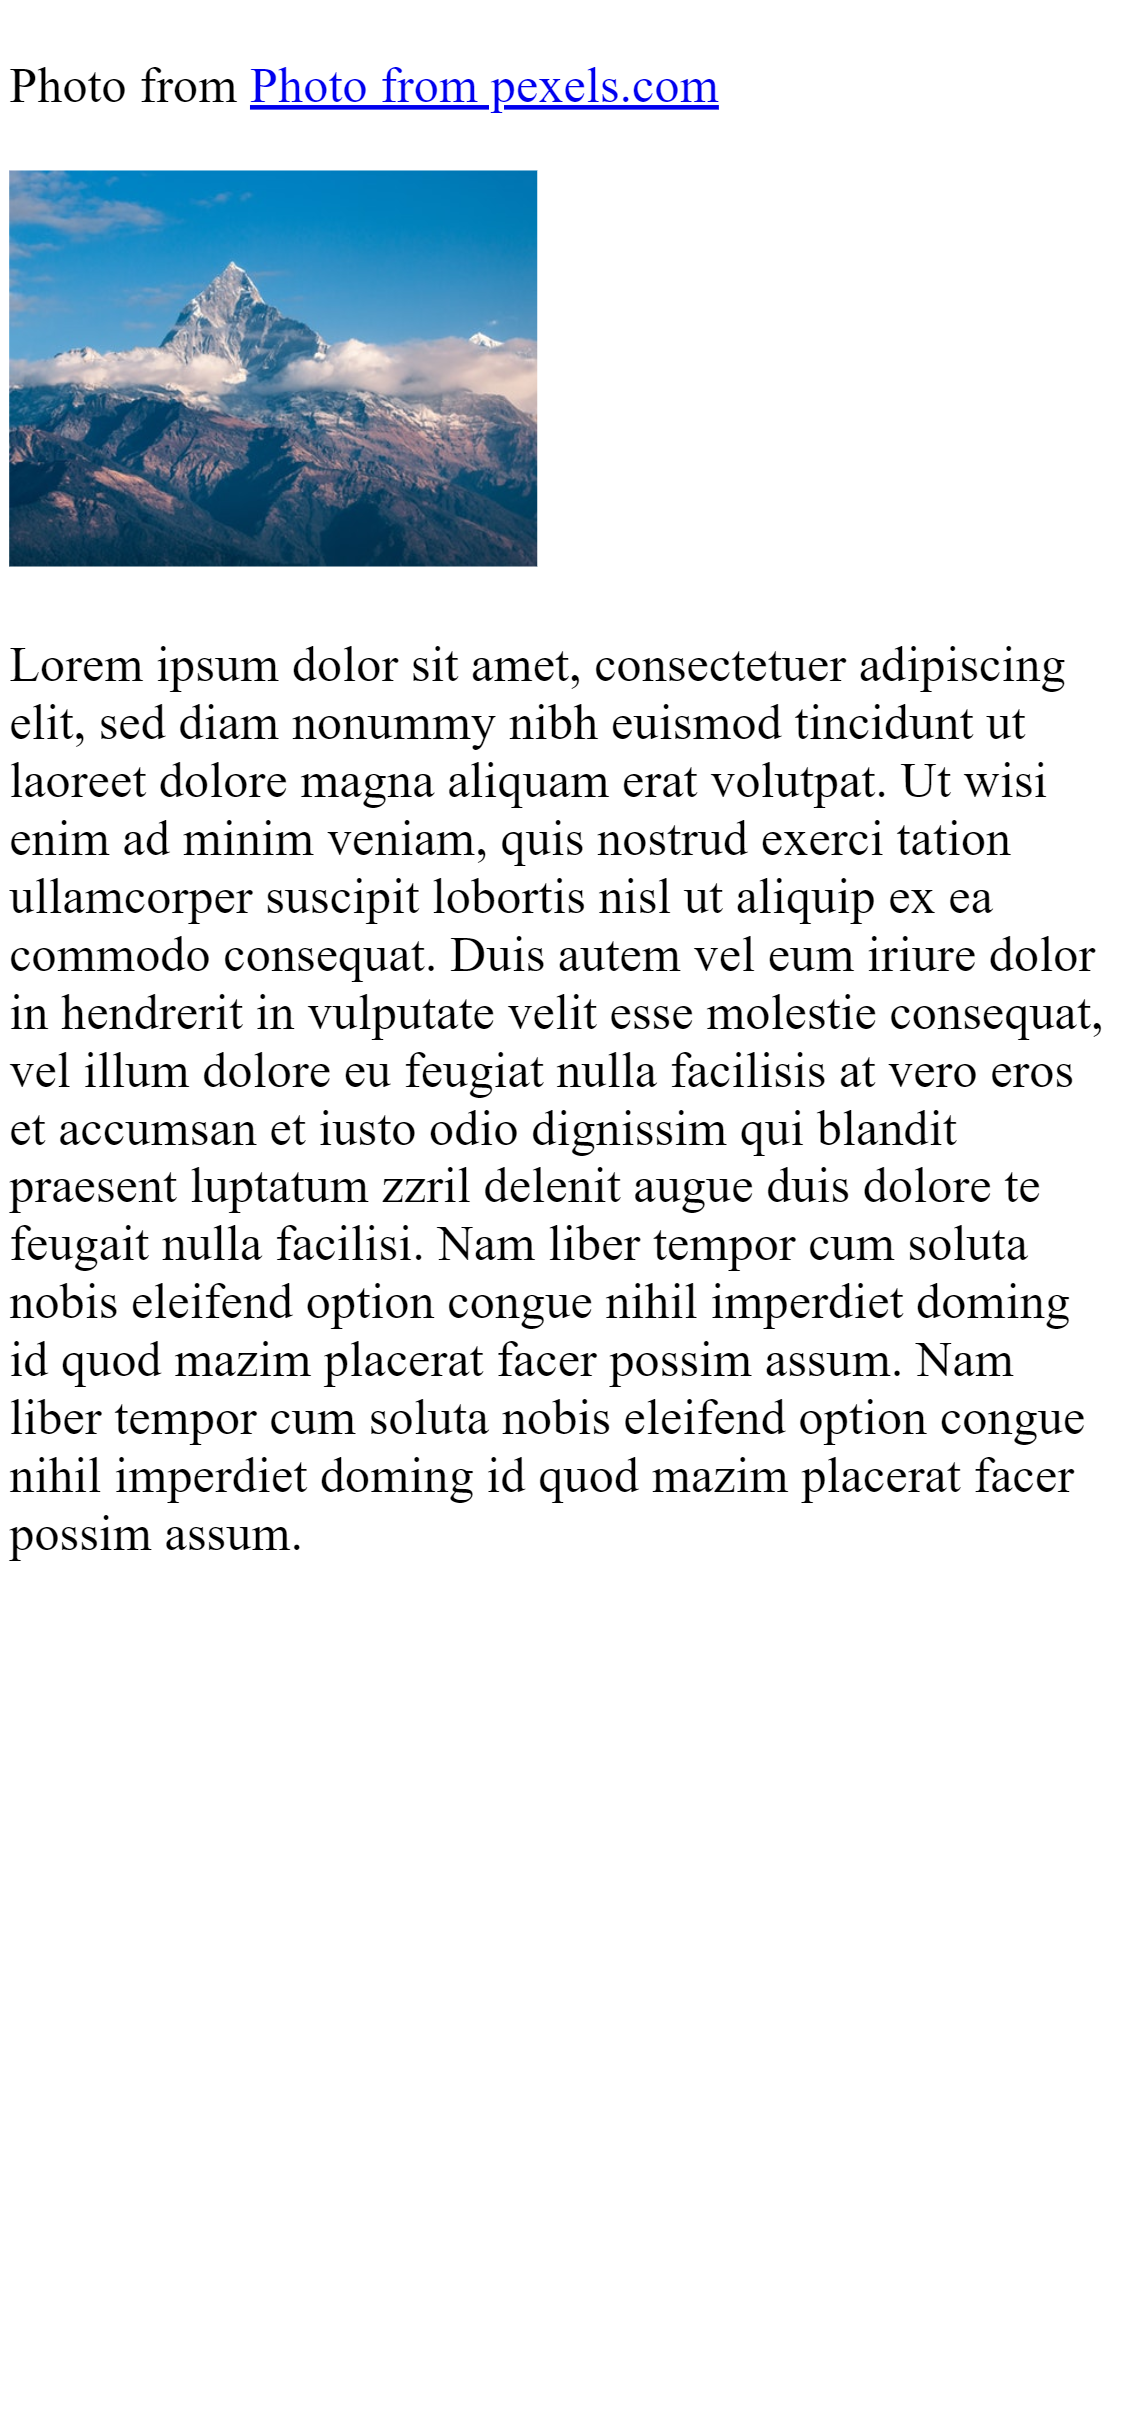 Photo from Photo from pexels.com
Lorem ipsum dolor sit amet, consectetuer adipiscing
elit, sed diam nonummy nibh euismod tincidunt ut
laoreet dolore magna aliquam erat volutpat. Ut wisi
enim ad minim veniam, quis nostrud exerci tation
ullamcorper suscipit lobortis nisl ut aliquip ex ea
commodo consequat. Duis autem vel eum iriure dolor
in hendrerit in vulputate velit esse molestie consequat,
vel illum dolore eu feugiat nulla facilisis at vero eros
et accumsan et iusto odio dignissim qui blandit
praesent luptatum zzril delenit augue duis dolore te
feugait nulla facilisi. Nam liber tempor cum soluta
nobis eleifend option congue nihil imperdiet doming
id quod mazim placerat facer possim assum. Nam
liber tempor cum soluta nobis eleifend option congue
nihil imperdiet doming id quod mazim placerat facer
possim assum.